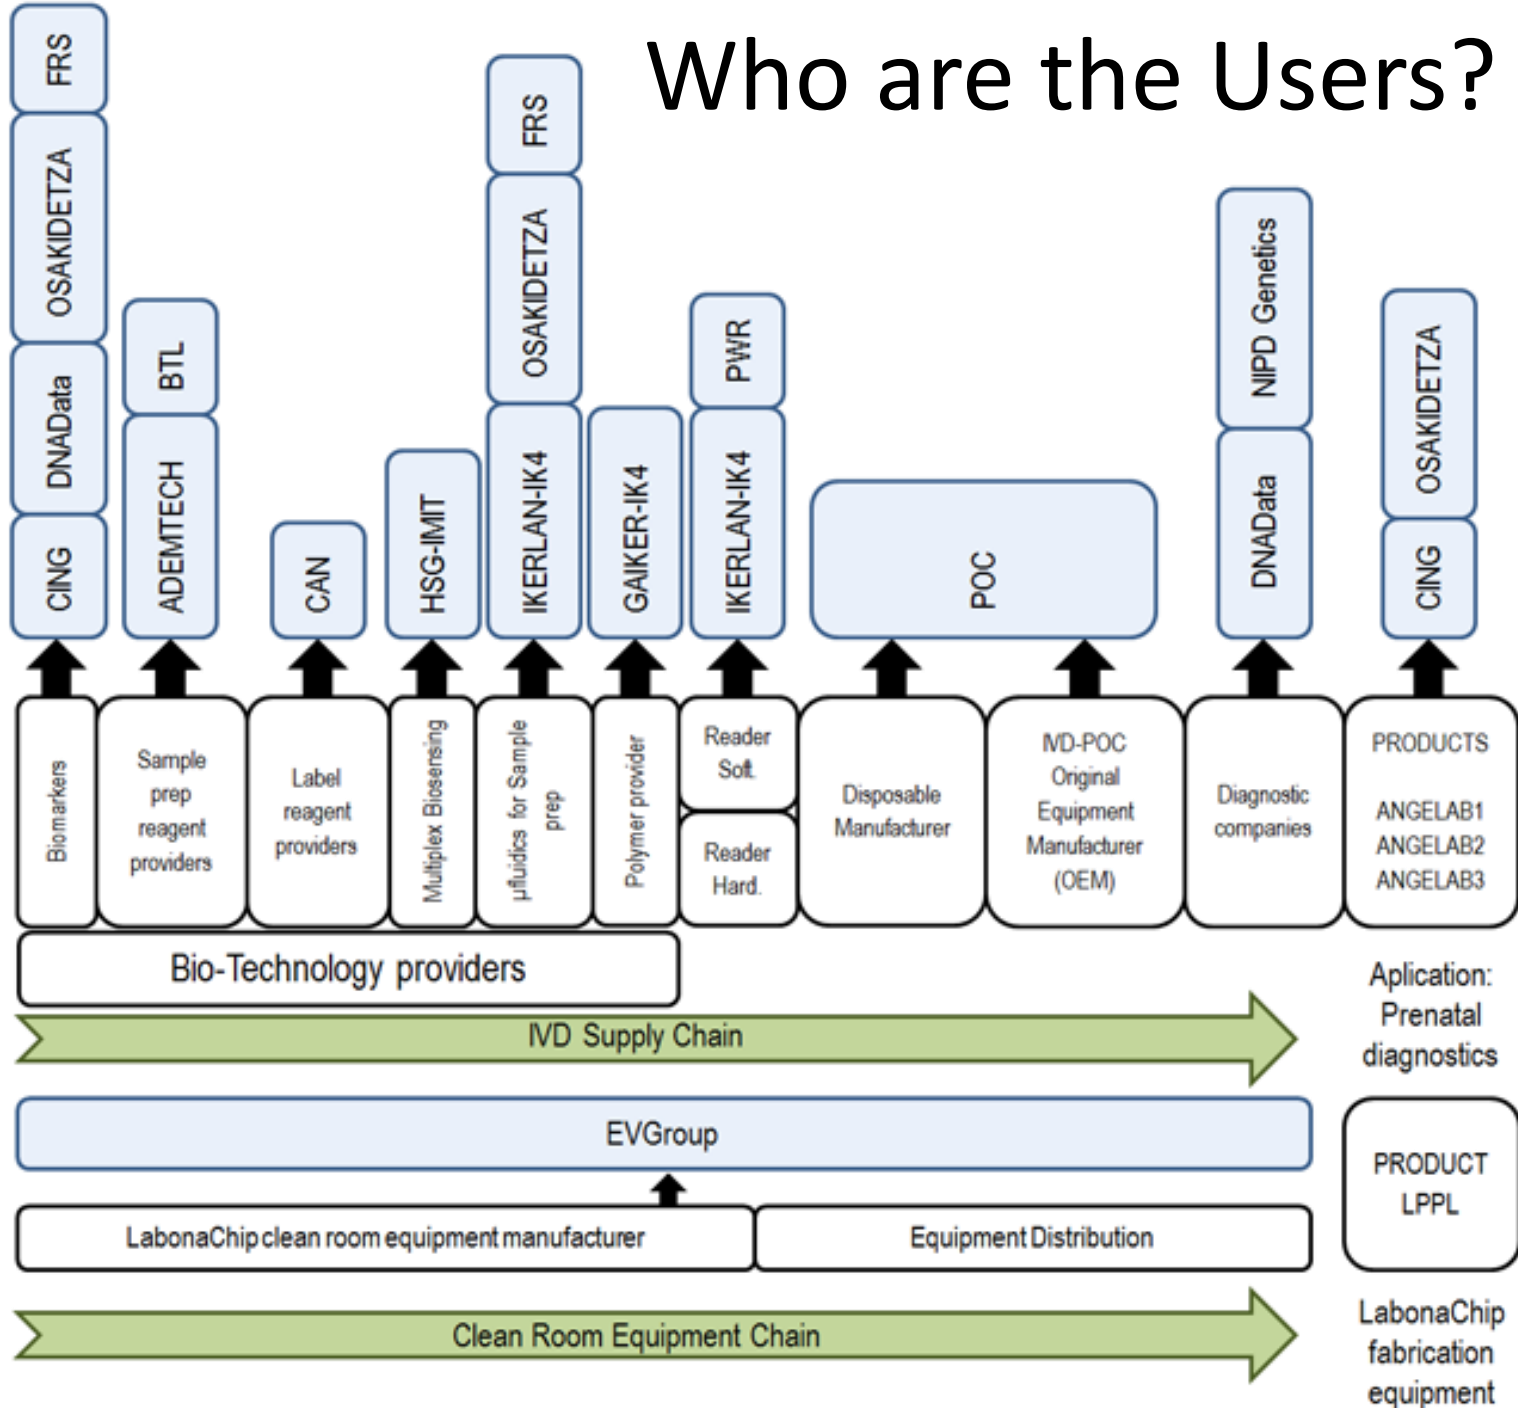 Who are the Users?
FRS
OSAKIDETZA
DNAData
CING
BTL
ADEMTECH
CAN
HSG-IMIT
FRS
OSAKIDETZA
IKERLAN-IK4
GAIKER-IK4
PWR
IKERLAN-IK4
POC
NIPD Genetics
DNAData
OSAKIDETZA
CING
Biomarkers
Sample
prep
reagent
providers
Label
reagent
providers
Multiplex Biosensing
µfluidics for Sample
prep
Polymer provider
Reader
Soft.
Reader
Hard.
Disposable
Manufacturer
IVD-POC
Original
Equipment
Manufacturer
(OEM)
Diagnostic
companies
PRODUCTS
ANGELAB1
ANGELAB2
ANGELAB3
Bio-Technology providers
IVD Supply Chain
Aplication:
Prenatal
diagnostics
EVGroup
LabonaChip clean room equipment manufacturer
Equipment Distribution
PRODUCT
LPPL
Clean Room Equipment Chain
LabonaChip
fabrication
equipment